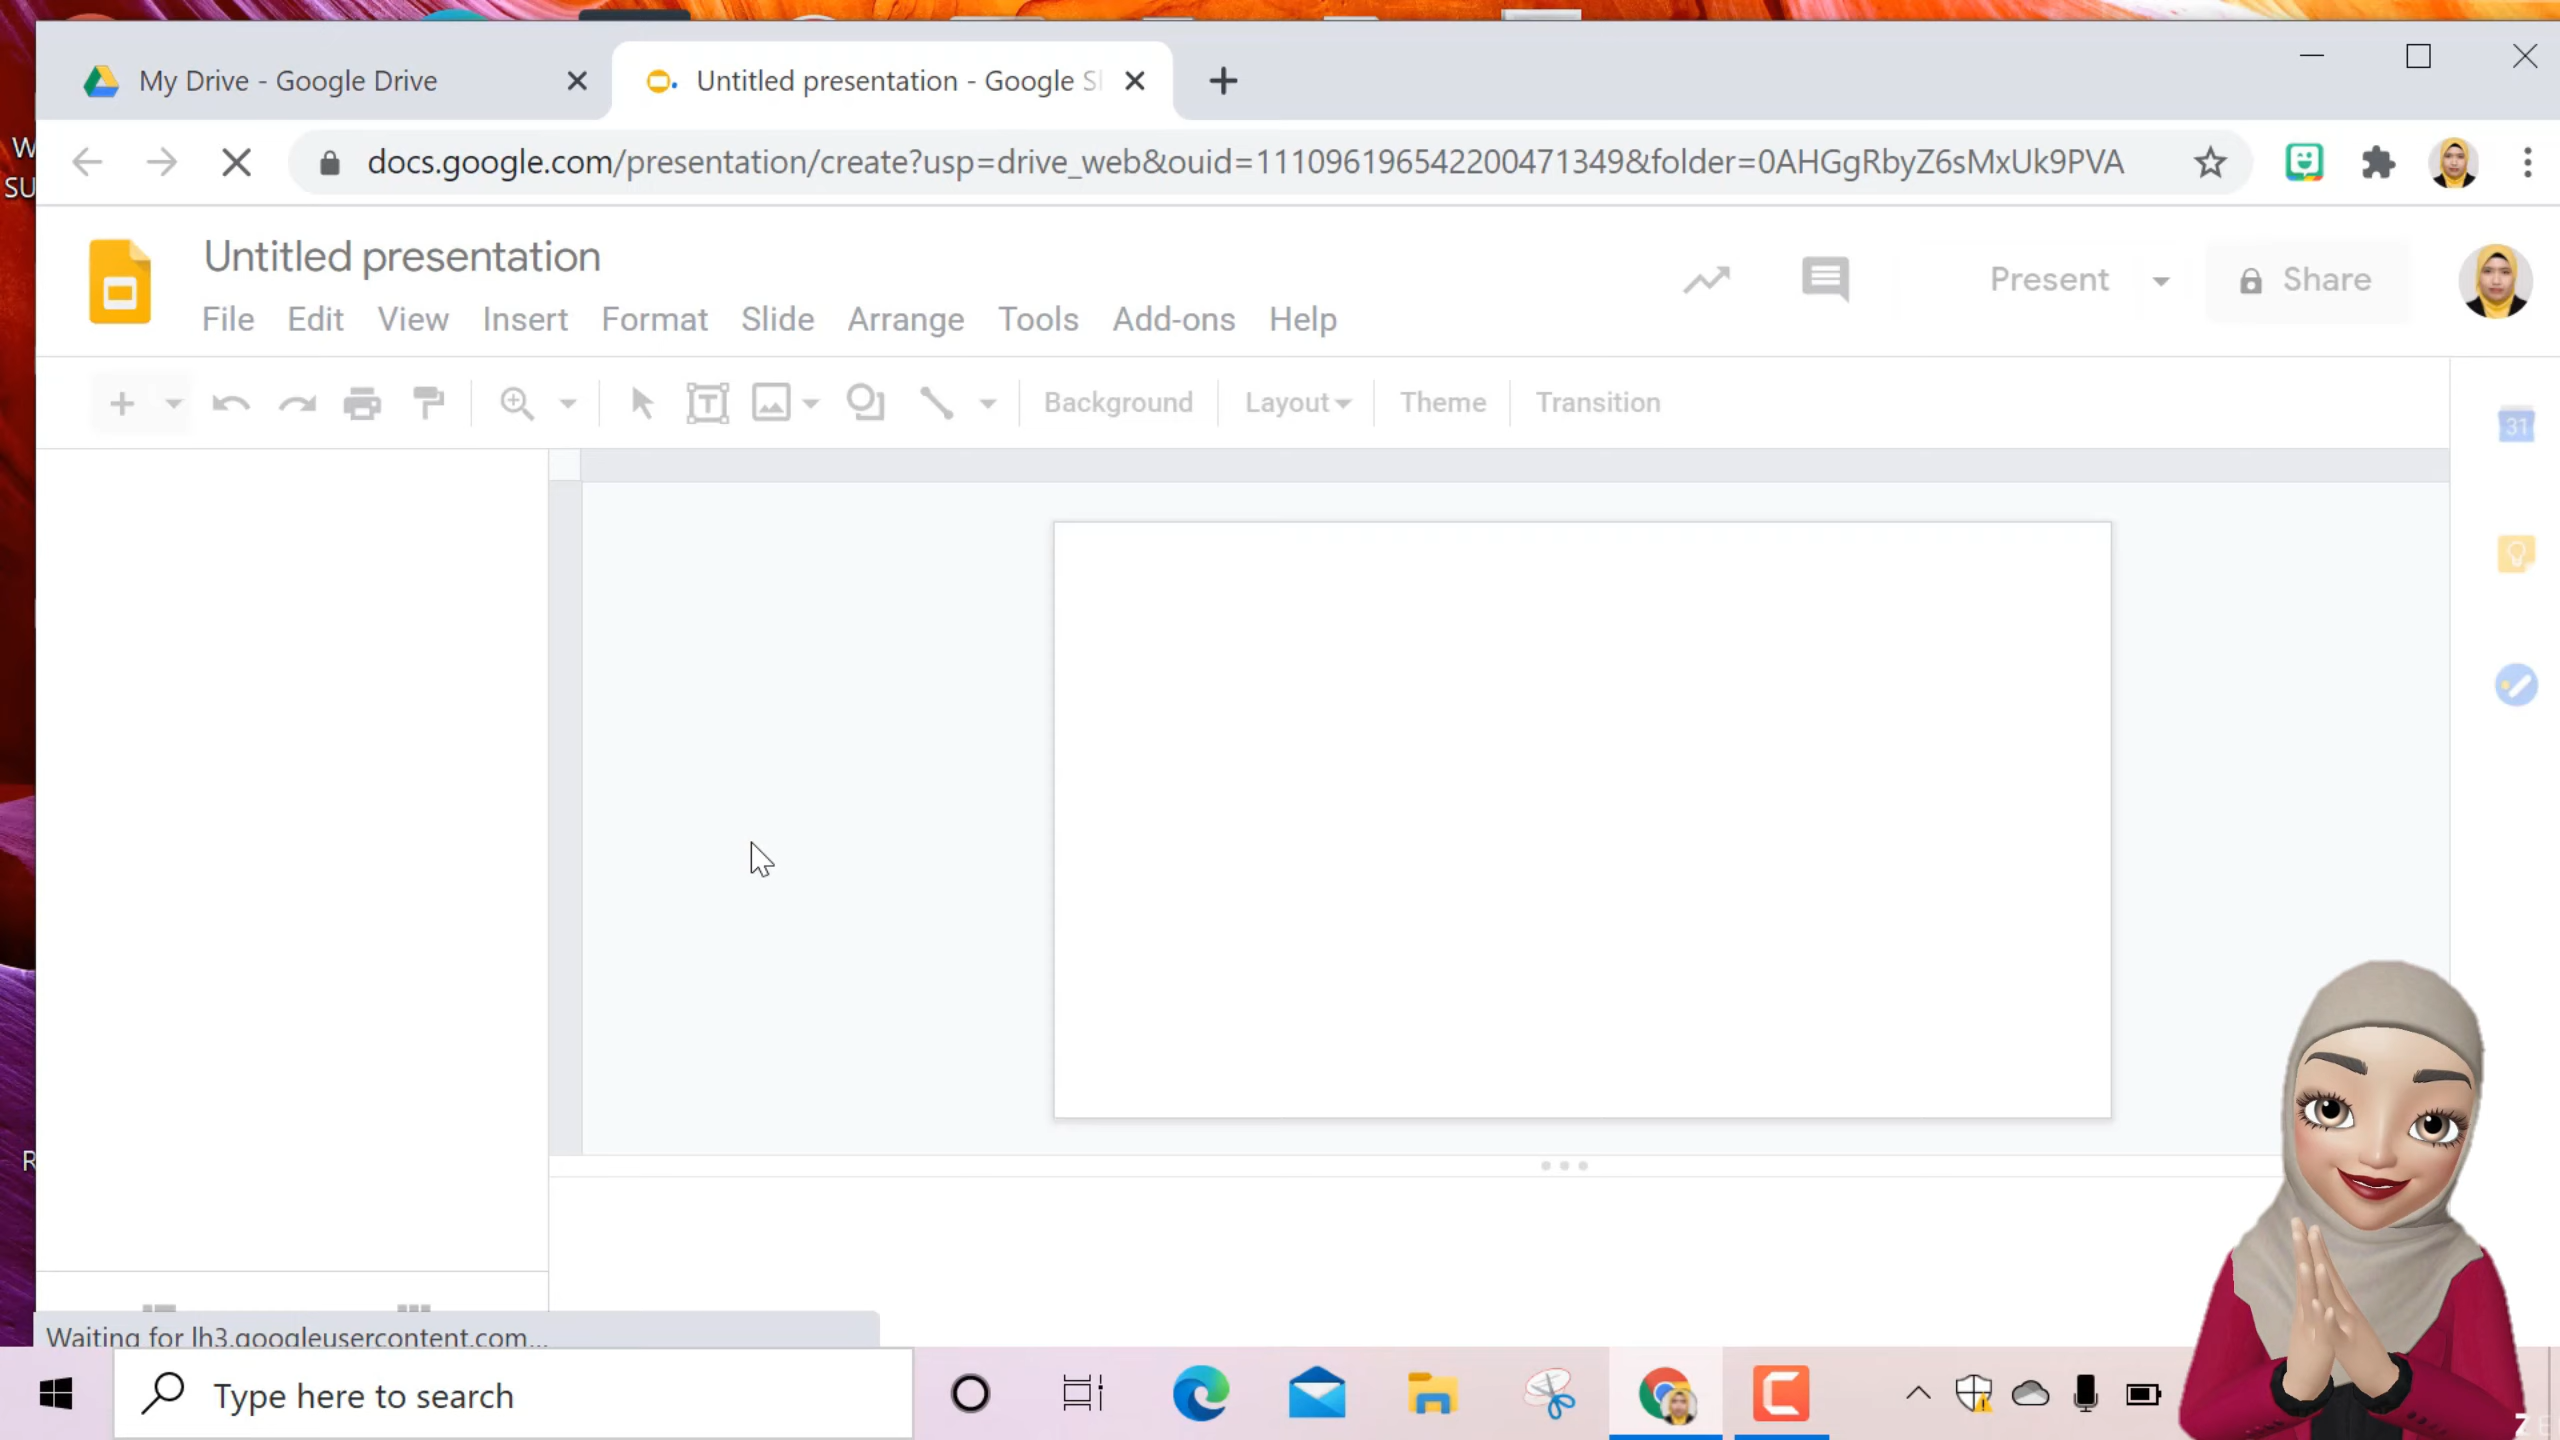 My Drive - Google Drive
Untitled presentation - Google Sl
docs.google.com/presentation/create?usp=drive_web&ouid=111096196542200471349&folder=0AHGgRbyZ6sMxUk9PVA
W
SU
Untitled presentation
Present
Share
File Edit View Insert Format Slide Arrange Tools Add-ons Help
Background
Layout
Theme
Transition
31
R
Waiting for lh3.googleusercontent.com...
Type here to search